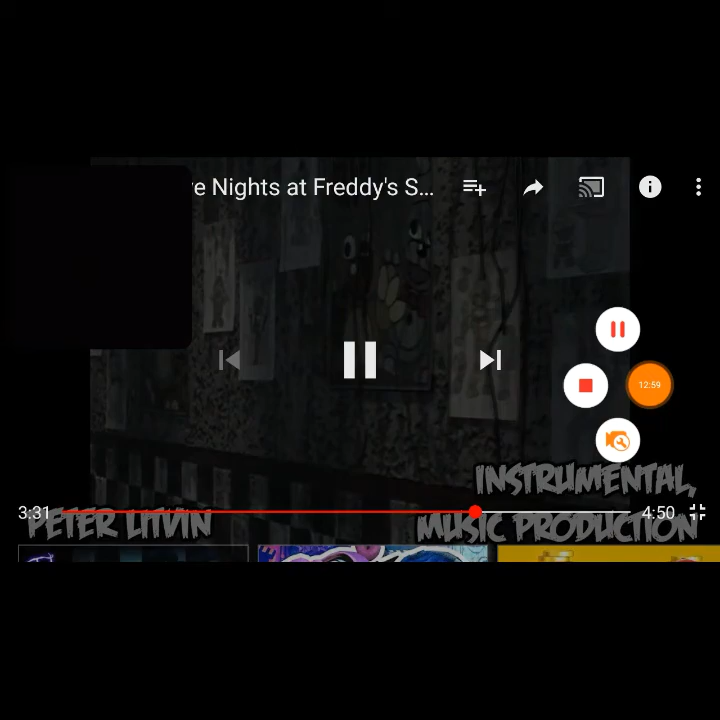 e Nights at Freddy's S...
12:59
INSTRUMENTAL,
3:31
4:50
PETER LITVIN
MUSIC PRODUCTION